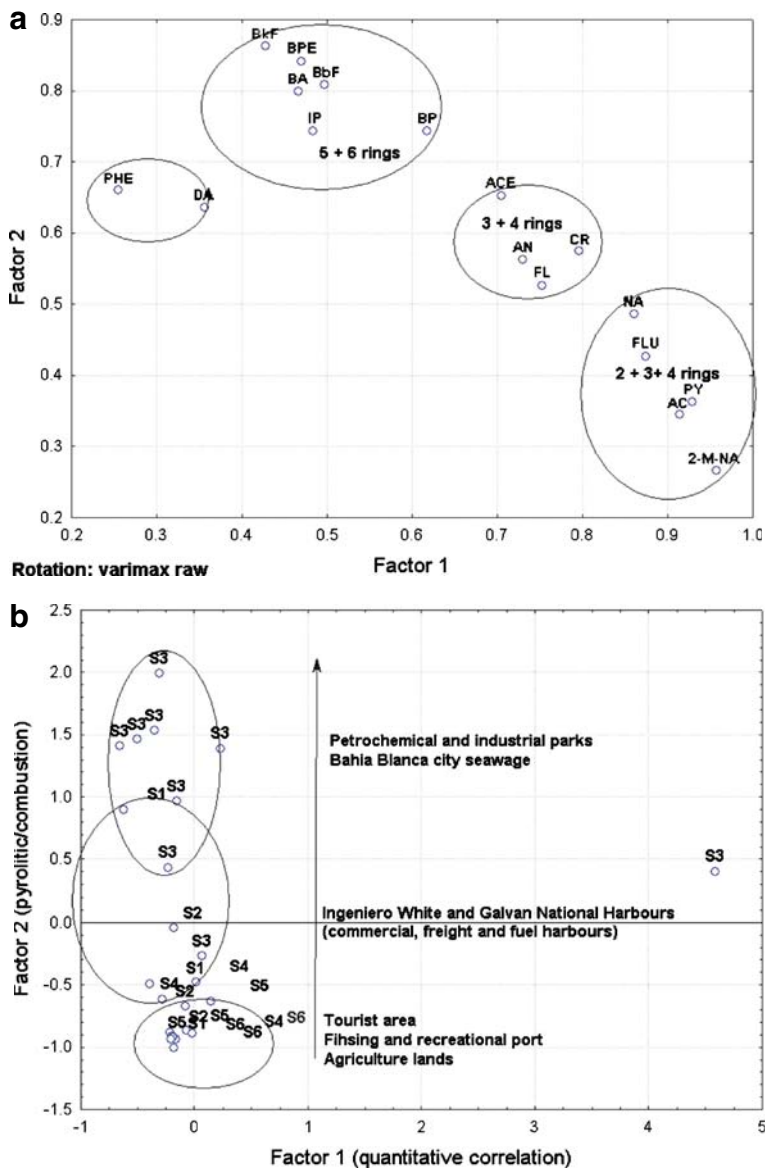 a
0.9
BkF
BPE
BA BbF
0.8
IP BP
5 + 6 rings
0.7
PHE DA
ACE
3 + 4 rings
0.6
AN CR
FL
Factor 2
0.5
NA
FLU
2 + 3+ 4 rings
0.4
AC PY
0.3
2-M-NA
0.2
0.2 0.3 0.4 0.5 0.6 0.7 0.8 0.9 1.0
Rotation: varimax raw
Factor 1
b
2.5
S3
2.0
S3 S3 S3 S3
1.5
Petrochemical and industrial parks
Bahia Blanca city seawage
S1 S3
1.0
S3 S3
0.5
Factor 2 (pyrolitic/combustion)
S2
Ingeniero White and Galvan National Harbours
0.0
(commercial, freight and fuel harbours)
S3
S4 S1 S4
-0.5
S2 S5
S5 S2 S1 S5 S6 S6 S4 S6
Tourist area
Fihsing and recreational port
-1.0
Agriculture lands
-1.5
-1 0 1 2 3 4 5
Factor 1 (quantitative correlation)